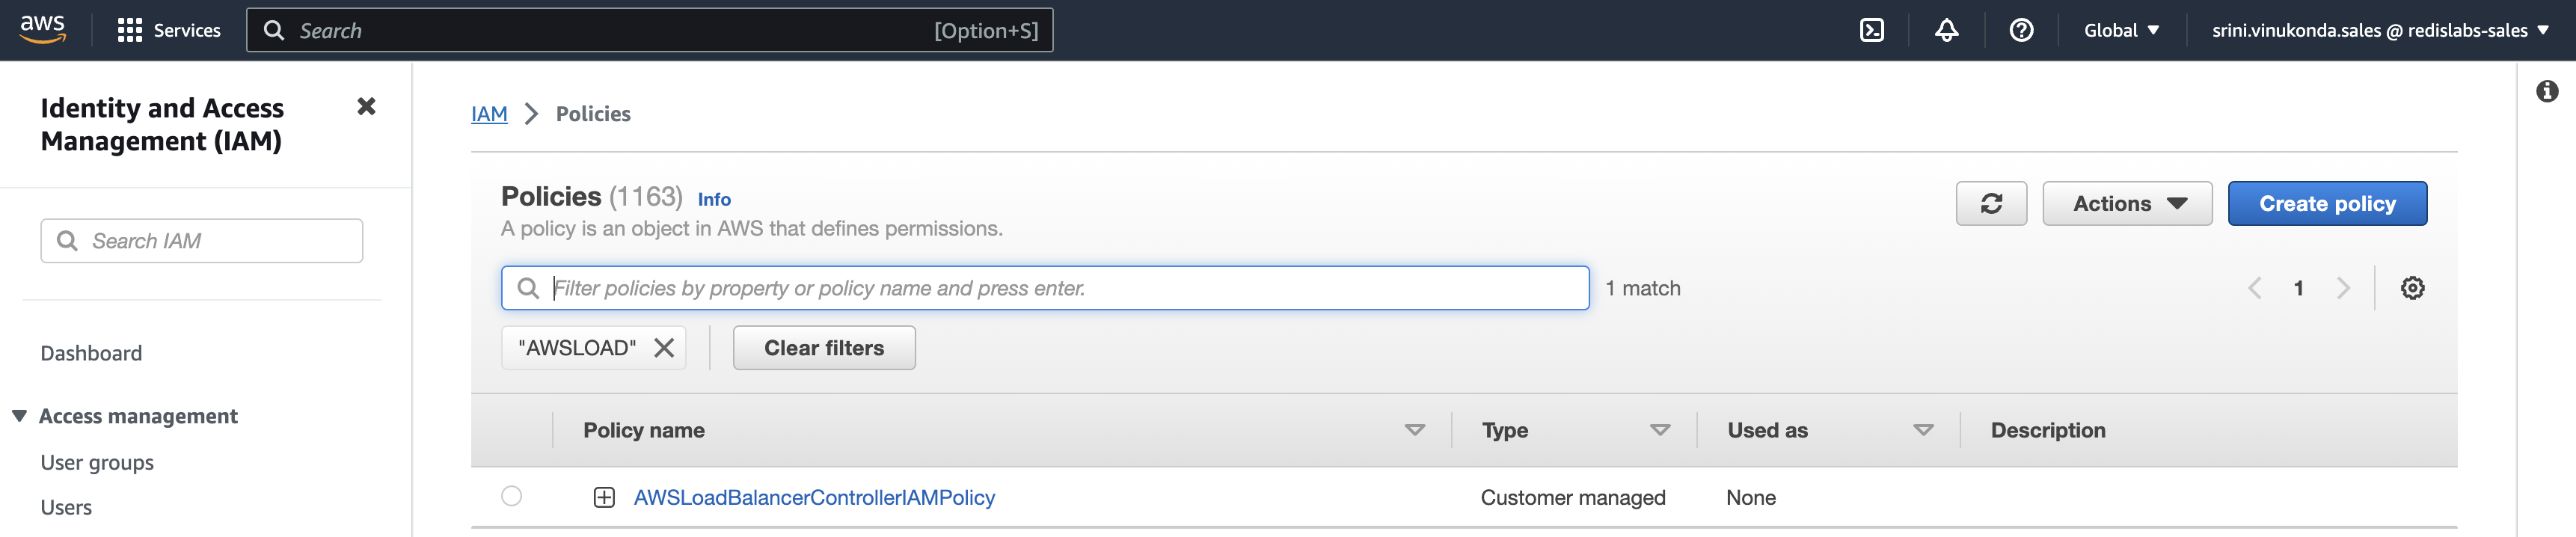 aws
Services
Search
[Option+S]
Global
srini.vinukonda.sales @ redislabs-sales
Identity and Access
Management (IAM)
Search IAM
Dashboard
Access management
User groups
Users
IAM > Policies
Policies (1163) Info
A policy is an object in AWS that defines permissions.
Actions
Create policy
Filter policies by property or policy name and press enter.
1 match
1
"AWSLOAD"
Clear filters
Policy name
Type
Used as
Description
AWSLoadBalancerControllerIAMPolicy
Customer managed
None